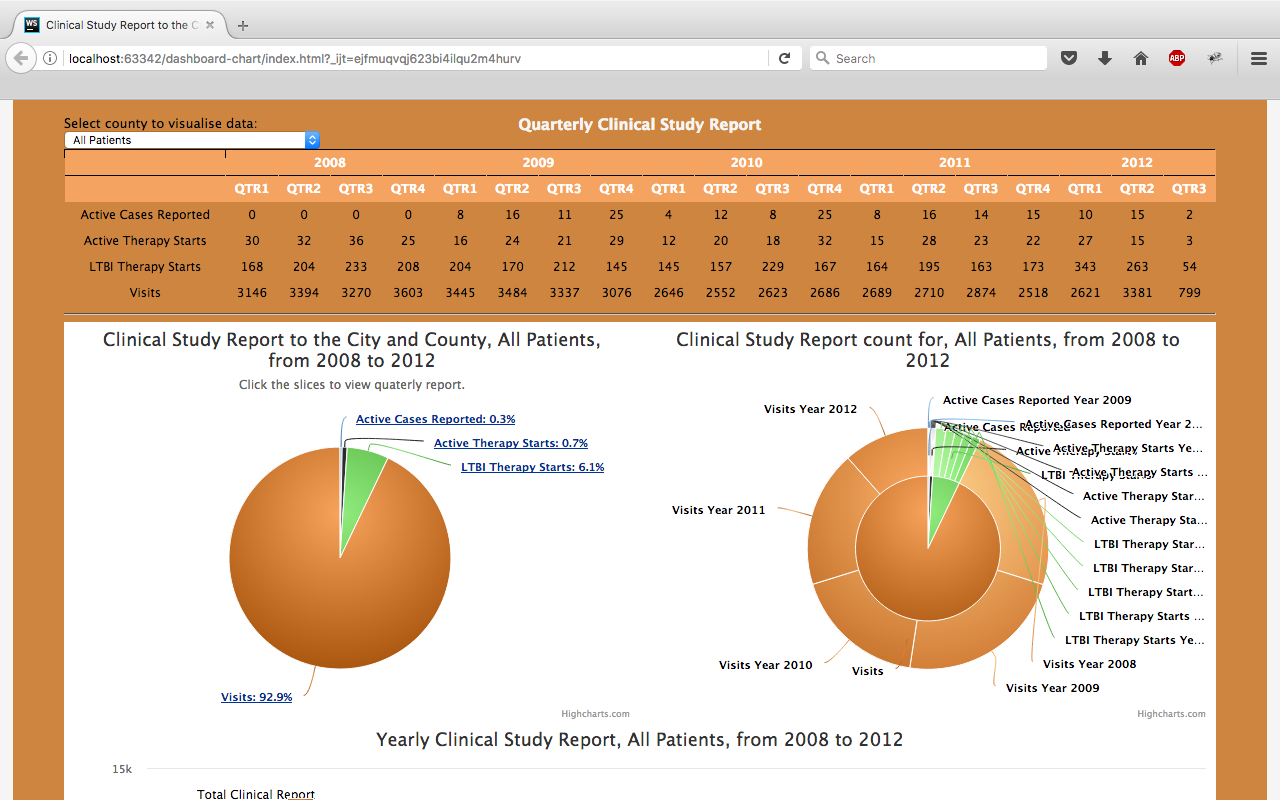 Clinical Study Report to the C
localhost:63342/dashboard-chart/index.html?_ijt=ejfmuqvqj623bi4ilqu2m4hurv
Search
ABP
Select county to visualise data:
All Patients
Quarterly Clinical Study Report
2008 2009 2010 2011 2012
QTR1 QTR2 QTR3 QTR4 QTR1 QTR2 QTR3 QTR4 QTR1 QTR2 QTR3 QTR4 QTR1 QTR2 QTR3 QTR4 QTR1 QTR2 QTR3
Active Cases Reported 0 0 0 0 8 16 11 25 4 12 8 25 8 16 14 15 10 15 2
Active Therapy Starts 30 32 36 25 16 24 21 29 12 20 18 32 15 28 23 22 27 15 3
LTBI Therapy Starts 168 204 233 208 204 170 212 145 145 157 229 167 164 195 163 173 343 263 54
Visits 3146 3394 3270 3603 3445 3484 3337 3076 2646 2552 2623 2686 2689 2710 2874 2518 2621 3381 799
Clinical Study Report to the City and County, All Patients,
from 2008 to 2012
Click the slices to view quaterly report.
Active Cases Reported: 0.3%
Active Therapy Starts: 0.7%
LTBI Therapy Starts: 6.1%
Visits: 92.9%
Highcharts.com
Clinical Study Report count for, All Patients, from 2008 to
2012
Active Cases Reported Year 2009
Visits Year 2012
Active Cases Reported Year 2...
Active Cases Reported
Active Therapy Starts Ye...
Active Therapy Starts
Active Therapy Starts ...
LTBI Therapy Starts
Active Therapy Star...
Visits Year 2011
Active Therapy Sta...
LTBI Therapy Star...
LTBI Therapy Star...
LTBI Therapy Start...
LTBI Therapy Starts ...
LTBI Therapy Starts Ye...
Visits Year 2010
Visits
Visits Year 2008
Visits Year 2009
Highcharts.com
Yearly Clinical Study Report, All Patients, from 2008 to 2012
15k
Total Clinical Report